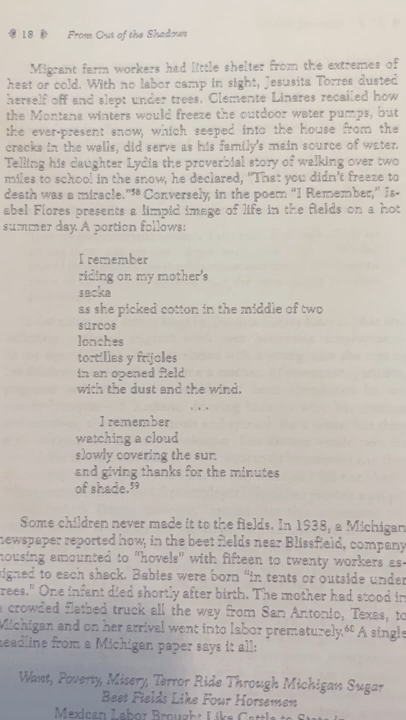 18 From Out of the Shadows
Migrant farm workers had little shelter from the extremes of
heat or cold. With no labor camp in sight, Jesusita Torres dusted
herself off and slept under trees. Clemente Linares recalled how
the Montana winters would freeze the outdoor water pumps, but
the ever-present snow, which seeped into the house from the
cracks in the walls, did serve as his family's main source of water.
Telling his daughter Lydia the proverbial story of walking over two
miles to school in the snow, he declared, "That you didn't freeze to
death was a miracle."58 Conversely, in the poem "I Remember," Is-
abel Flores presents a limpid image of life in the fields on a hot
summer day. A portion follows:
I remember
riding on my mother's
sacka
as she picked cotton in the middle of two
surcos
lonches
tortillas y frijoles
in an opened field
with the dust and the wind.
...
I remember
watching a cloud
slowly covering the sun
and giving thanks for the minutes
of shade.59
Some children never made it to the fields. In 1938, a Michigan
newspaper reported how, in the beet fields near Blissfield, company
housing amounted to "hovels" with fifteen to twenty workers as-
signed to each shack. Babies were born "in tents or outside under
trees." One infant died shortly after birth. The mother had stood in
a crowded flatbed truck all the way from San Antonio, Texas, to
Michigan and on her arrival went into labor prematurely.60 A single
headline from a Michigan paper says it all:
Want, Poverty, Misery, Terror Ride Through Michigan Sugar
Beet Fields Like Four Horsemen
Mexican Labor Brought Like Cattle to State in